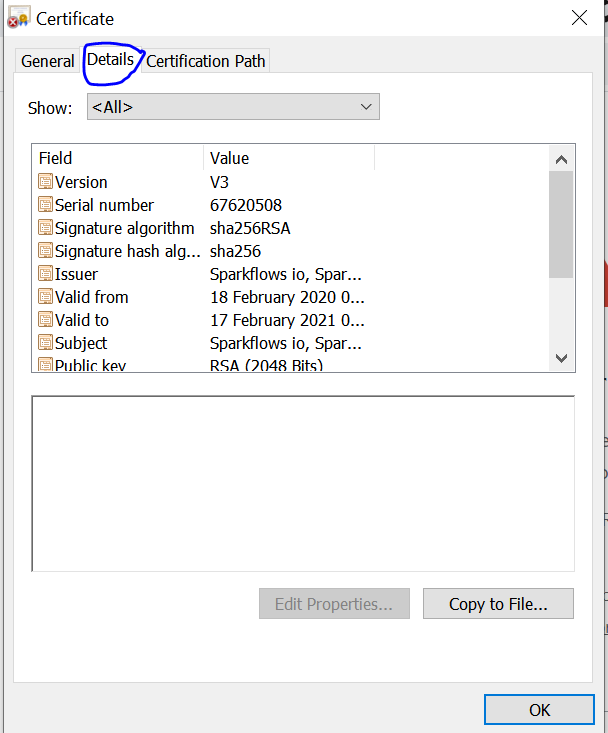 Certificate
General Details Certification Path
Show: <All>
Field Value
Version V3
Serial number 67620508
Signature algorithm sha256RSA
Signature hash alg... sha256
Issuer Sparkflows io, Spar...
Valid from 18 February 2020 0...
Valid to 17 February 2021 0...
Subject Sparkflows io, Spar...
Public key RSA (2048 Bits)
Edit Properties... Copy to File...
OK